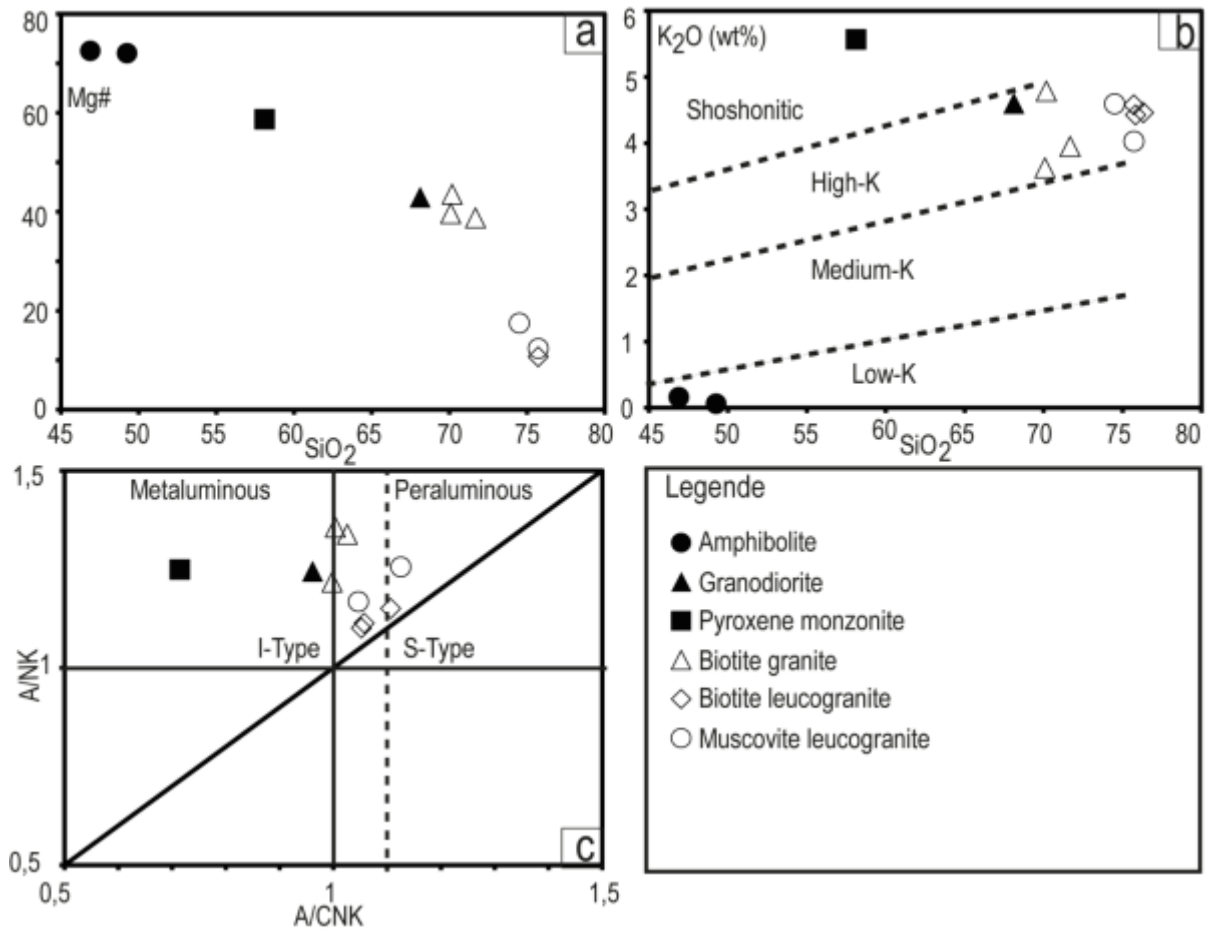 80
60
40
20
0
Mg#
a
45 50 55 60 65 70 75 80
SiO2
6
5
4
3
2
1
0
K2O (wt%)
b
Shoshonitic
High-K
Medium-K
Low-K
45 50 55 60 65 70 75 80
SiO2
1,5
1
0,5
A/NK
Metaluminous
Peraluminous
I-Type
S-Type
c
0,5 1 1,5
A/CNK
Legende
Amphibolite
Granodiorite
Pyroxene monzonite
Biotite granite
Biotite leucogranite
Muscovite leucogranite